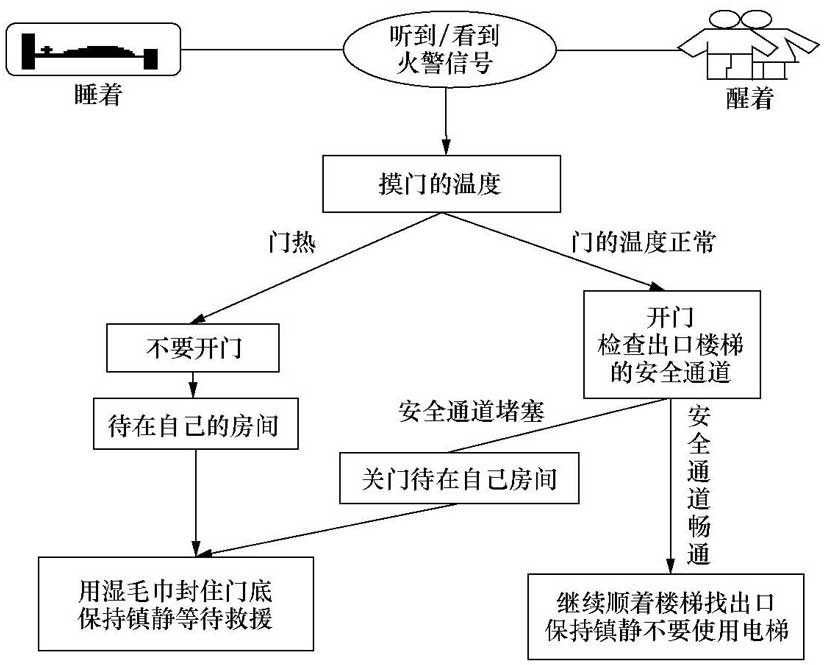 听到/看到
火警信号
睡着
醒着
摸门的温度
门热
门的温度正常
不要开门
开门
检查出口楼梯
的安全通道
待在自己的房间
安全通道堵塞
安全通道畅通
关门待在自己房间
用湿毛巾封住门底
保持镇静等待救援
继续顺着楼梯找出口
保持镇静不要使用电梯